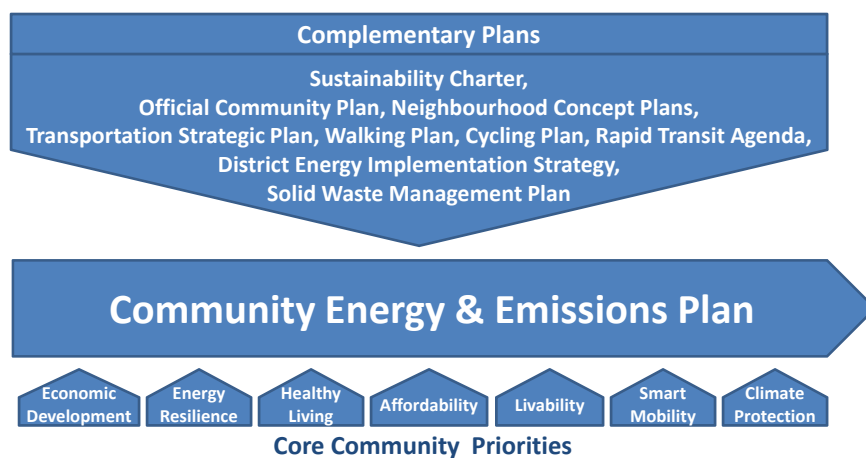 Complementary Plans
Sustainability Charter,
Official Community Plan, Neighbourhood Concept Plans,
Transportation Strategic Plan, Walking Plan, Cycling Plan, Rapid Transit Agenda,
District Energy Implementation Strategy,
Solid Waste Management Plan
Community Energy & Emissions Plan
Economic
Development
Energy
Resilience
Healthy
Living
Affordability
Livability
Smart
Mobility
Climate
Protection
Core Community Priorities